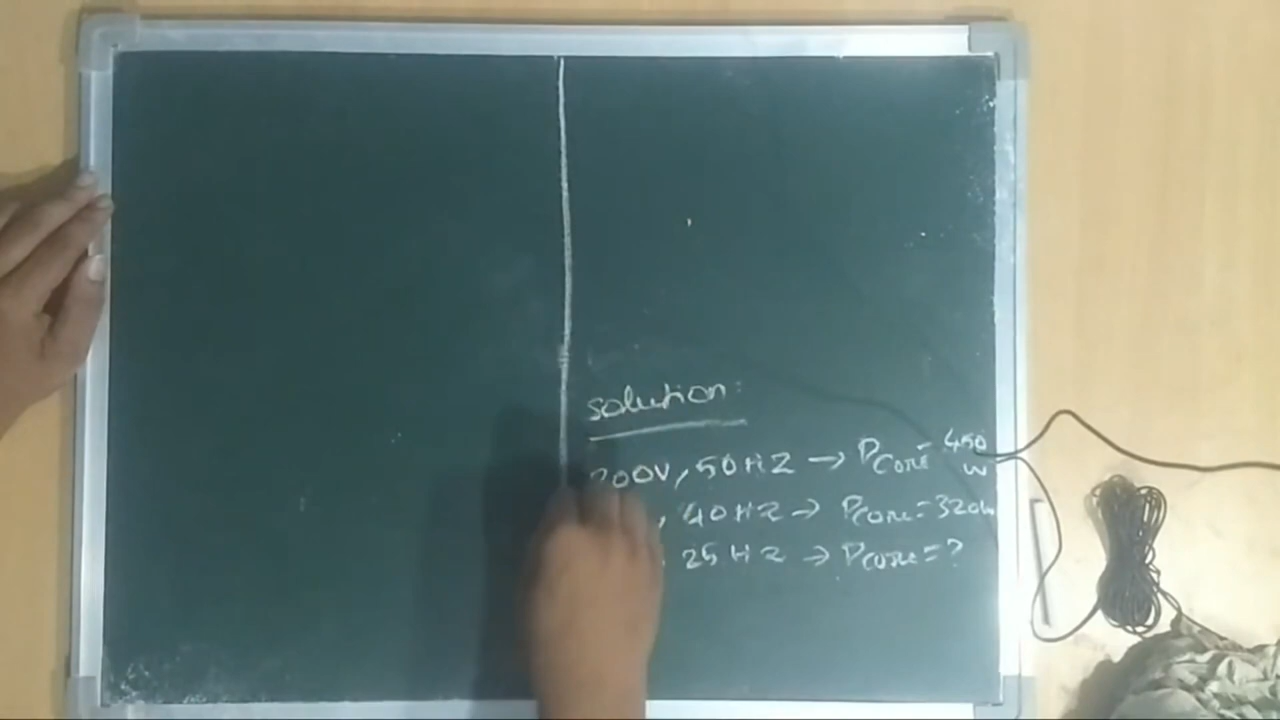 solution:
200V, 50HZ → Pcore = 450 W
, 40HZ → Pcore = 320W
25HZ → Pcore = ?